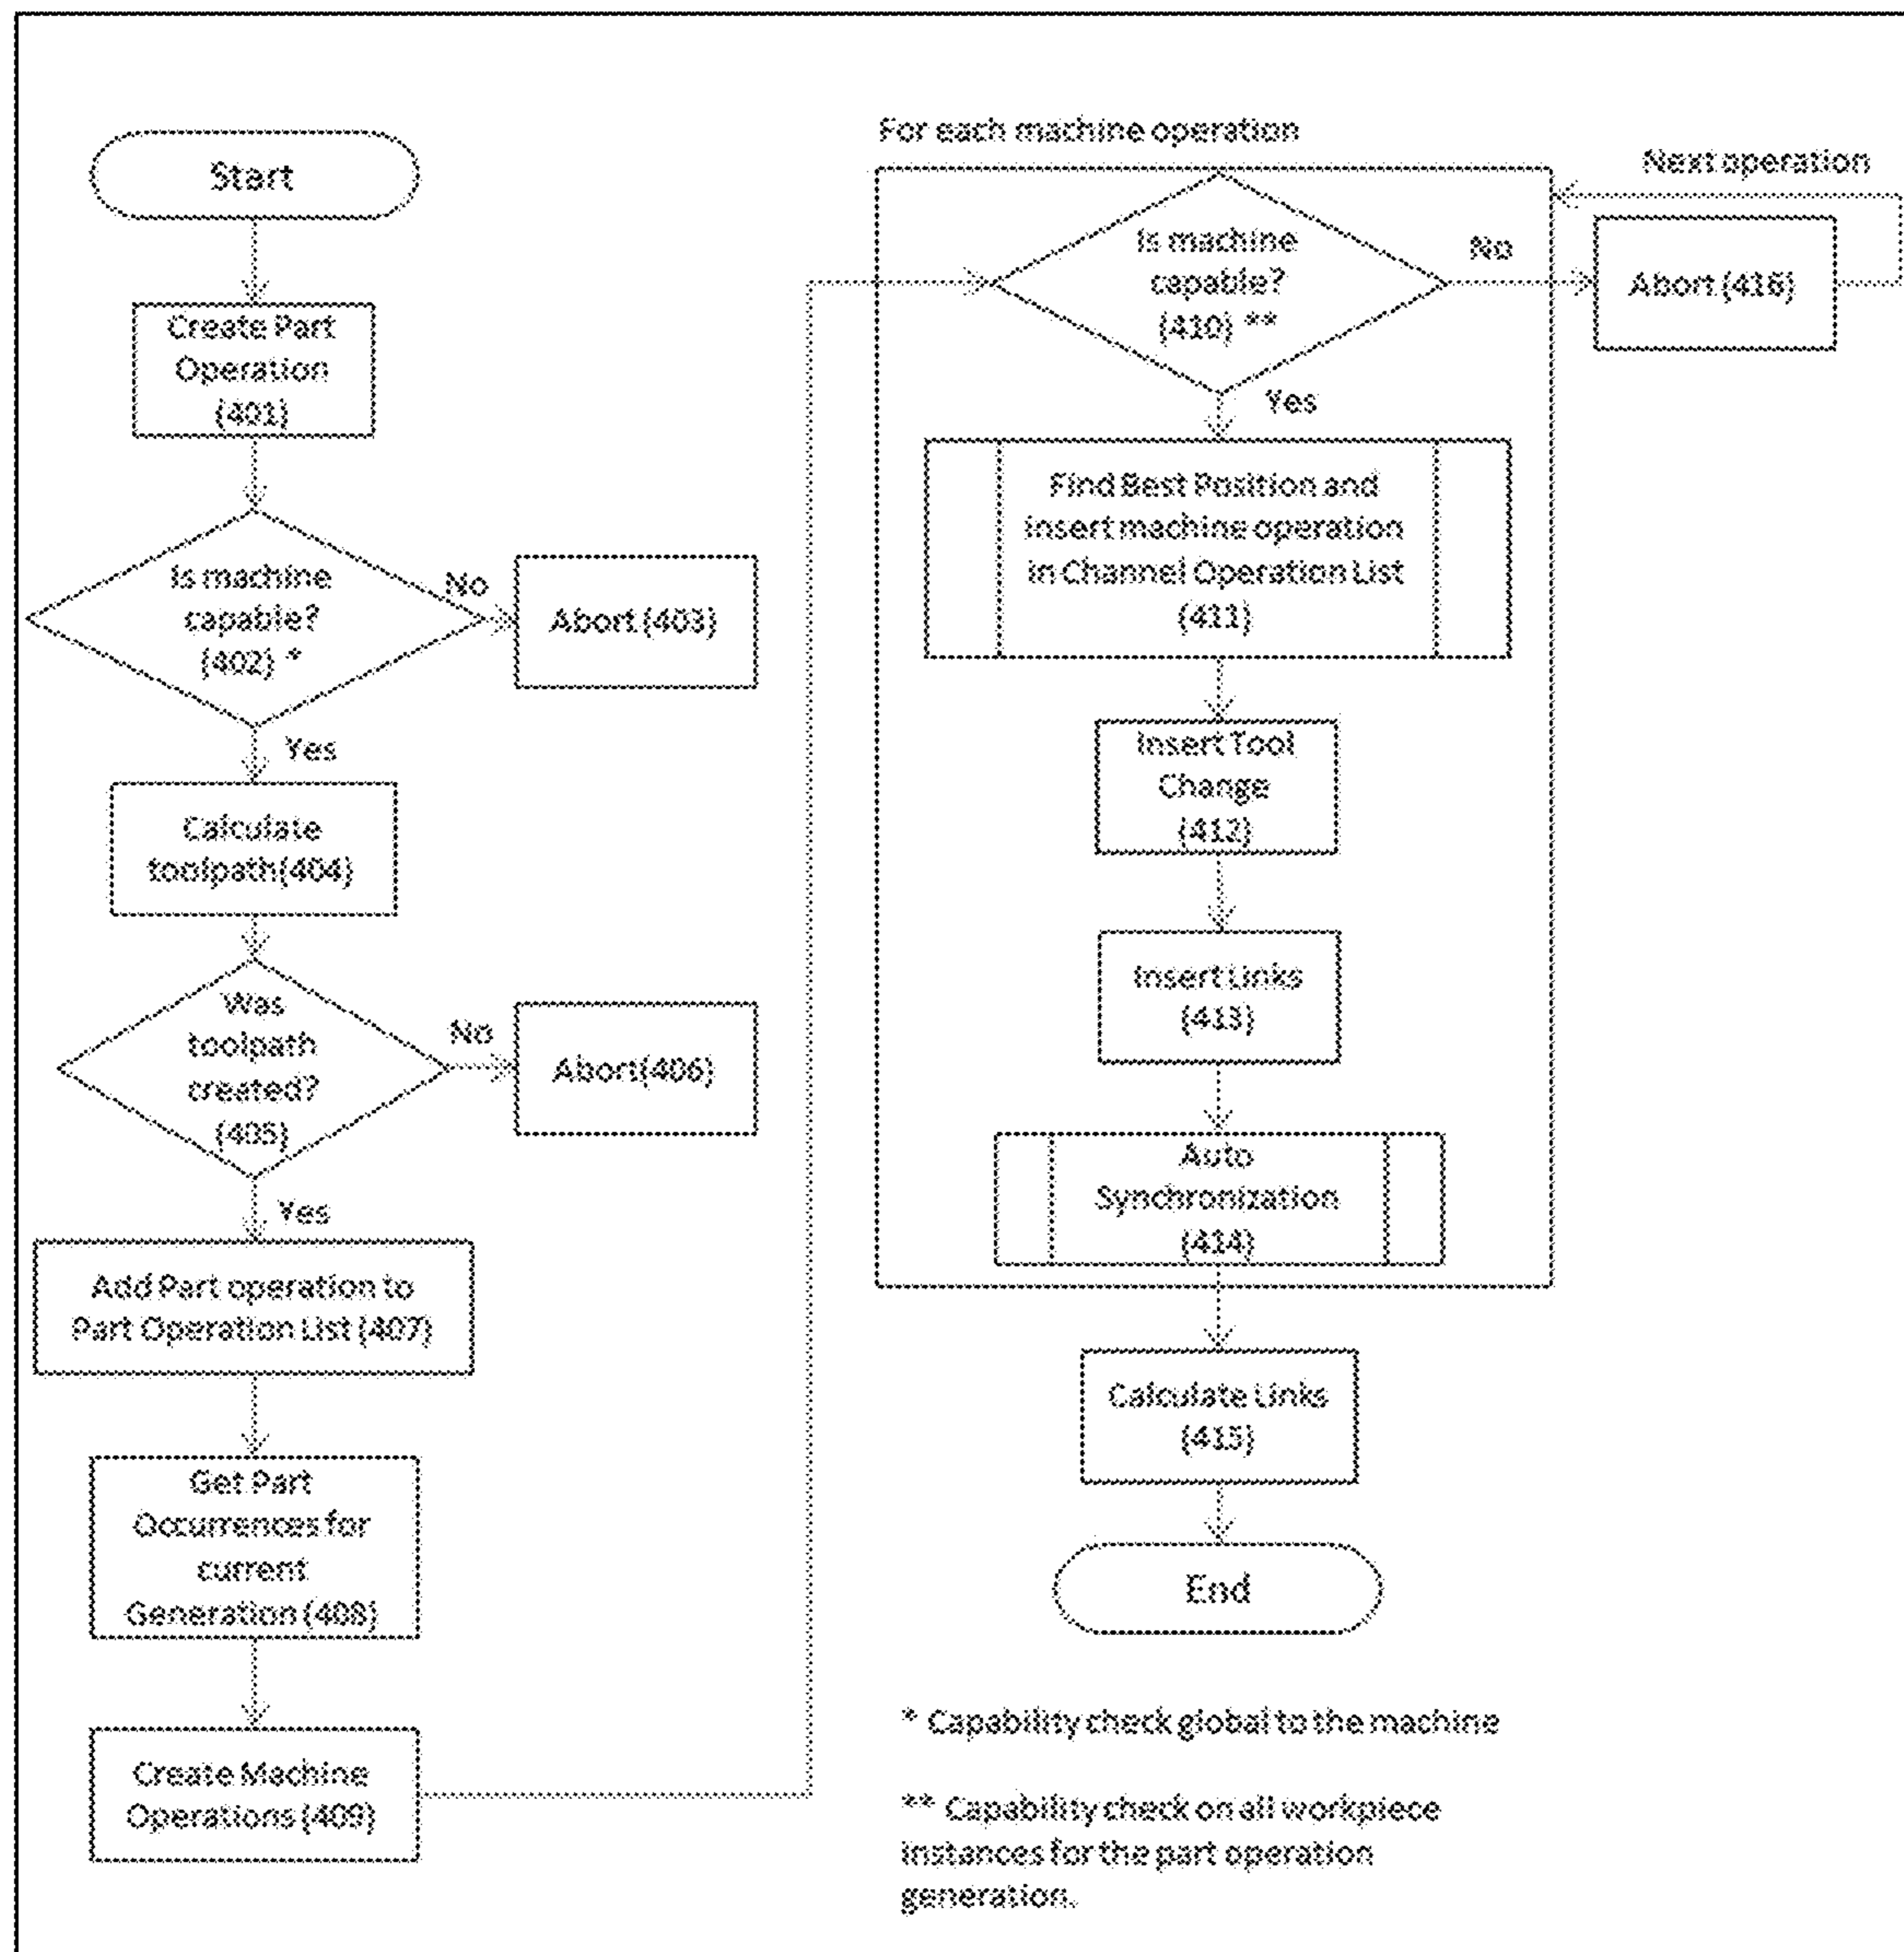 Start
Create Part
Operation
(401)
Is machine
capable?
(402) *
No
Abort (403)
Yes
Calculate
toolpath(404)
Was
toolpath
created?
(405)
No
Abort(406)
Yes
Add Part operation to
Part Operation List (407)
Get Part
Occurrences for
current
Generation (408)
Create Machine
Operations (409)
For each machine operation
Next operation
Is machine
capable?
(410) **
No
Abort (416)
Yes
Find Best Position and
insert machine operation
in Channel Operation List
(411)
Insert Tool
Change
(412)
Insert Links
(413)
Auto
Synchronization
(414)
Calculate Links
(415)
End
* Capability check global to the machine
** Capability check on all workpiece
instances for the part operation
generation.